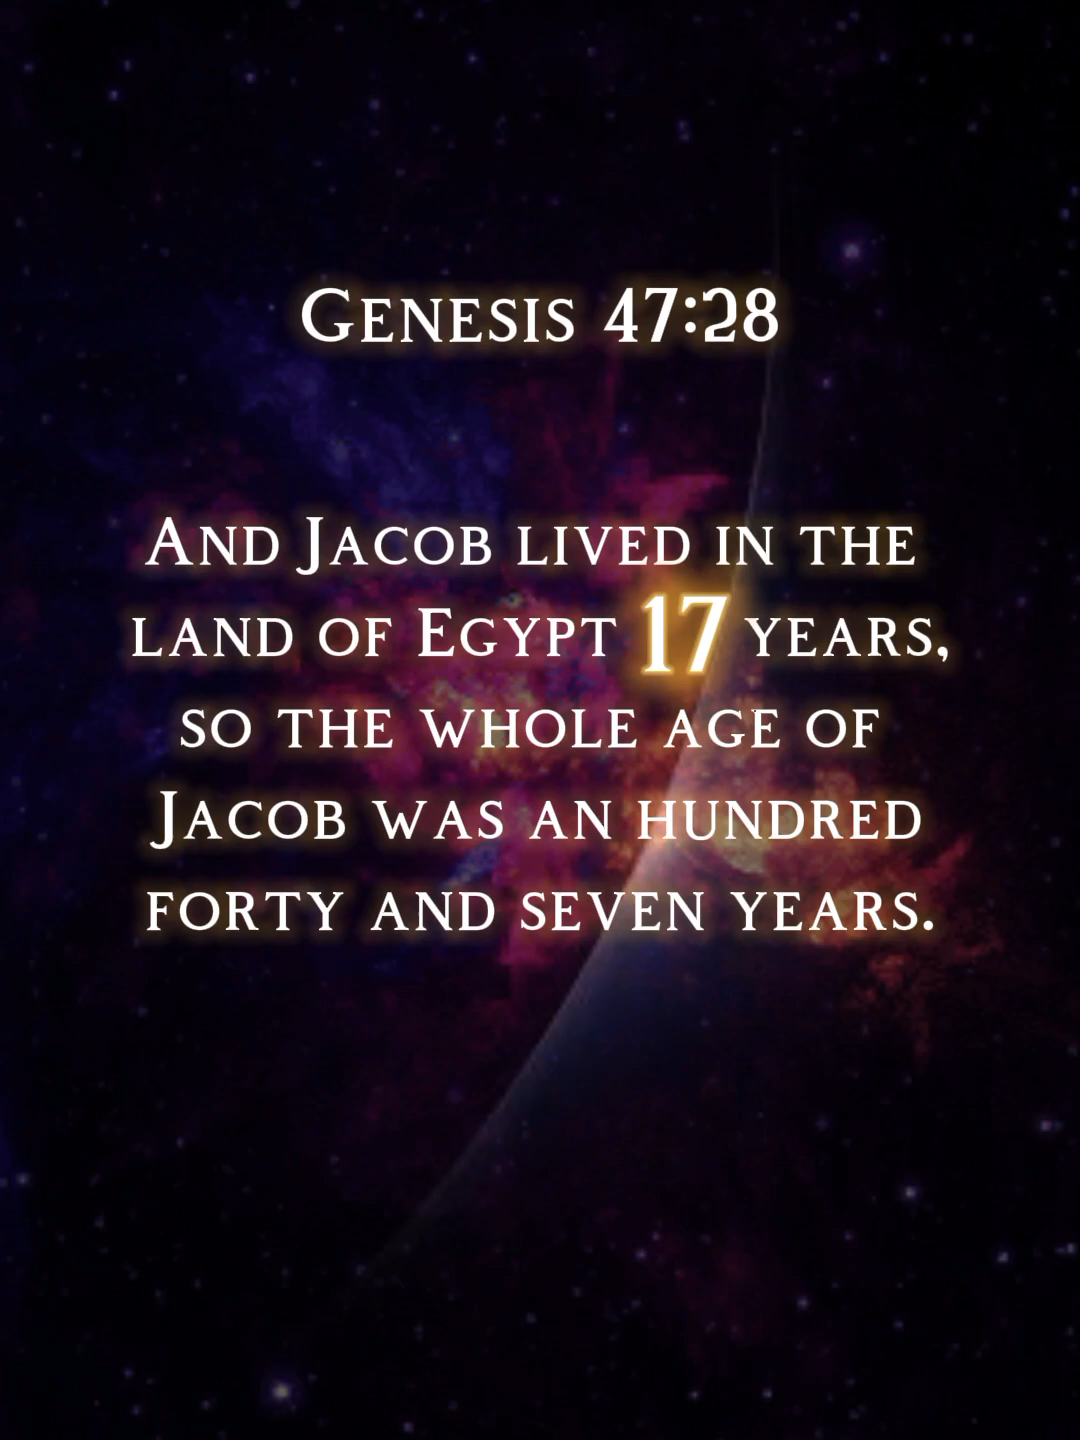 Genesis 47:28
And Jacob lived in the
land of Egypt 17 years,
so the whole age of
Jacob was an hundred
forty and seven years.